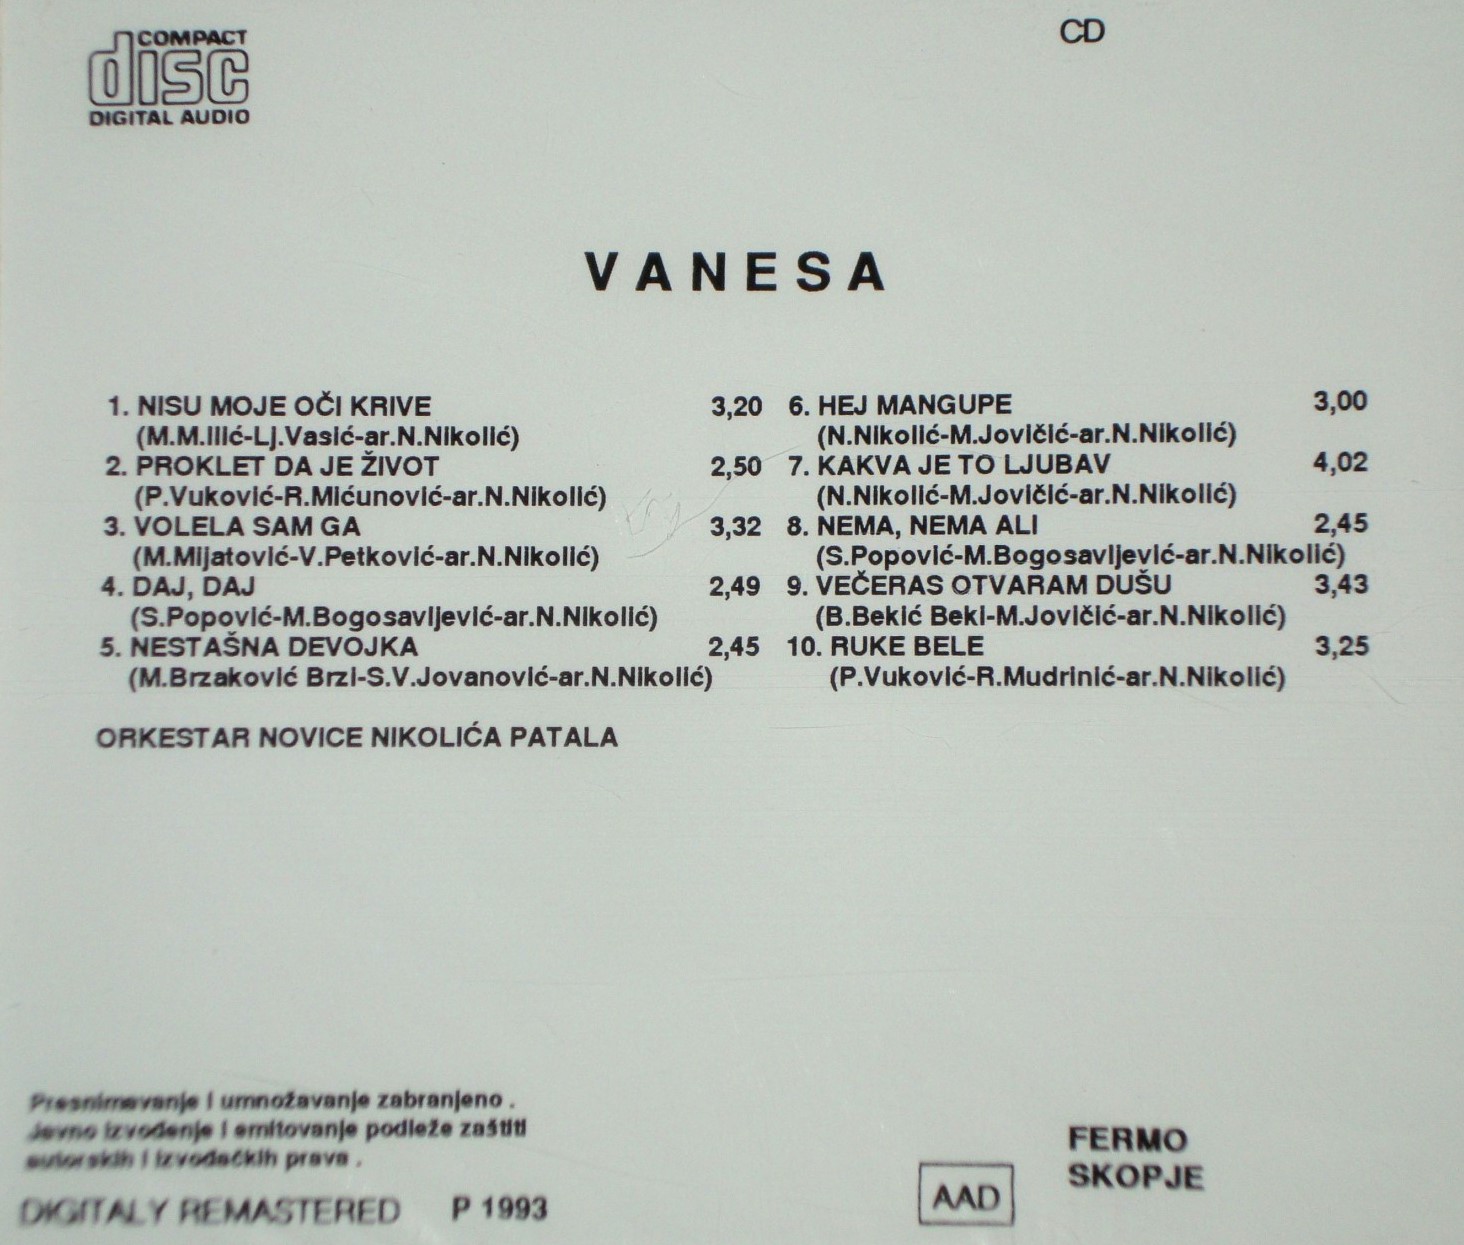 COMPACT
disc
DIGITAL AUDIO
CD
VANESA
1. NISU MOJE OČI KRIVE 3,20
(M.M.Ilić-Lj.Vasić-ar.N.Nikolić)
2. PROKLET DA JE ŽIVOT 2,50
(P.Vuković-R.Mićunović-ar.N.Nikolić)
3. VOLELA SAM GA 3,32
(M.Mijatović-V.Petković-ar.N.Nikolić)
4. DAJ, DAJ 2,49
(S.Popović-M.Bogosavljević-ar.N.Nikolić)
5. NESTAŠNA DEVOJKA 2,45
(M.Brzaković Brzi-S.V.Jovanović-ar.N.Nikolić)
6. HEJ MANGUPE 3,00
(N.Nikolić-M.Jovičić-ar.N.Nikolić)
7. KAKVA JE TO LJUBAV 4,02
(N.Nikolić-M.Jovičić-ar.N.Nikolić)
8. NEMA, NEMA ALI 2,45
(S.Popović-M.Bogosavljević-ar.N.Nikolić)
9. VEČERAS OTVARAM DUŠU 3,43
(B.Bekić Beki-M.Jovičić-ar.N.Nikolić)
10. RUKE BELE 3,25
(P.Vuković-R.Mudrinić-ar.N.Nikolić)
ORKESTAR NOVICE NIKOLIĆA PATALA
Presnimavanje i umnožavanje zabranjeno .
Javno izvođenje i emitovanje podleže zaštiti
autorskih i izvođačkih prava .
DIGITALY REMASTERED P 1993
AAD
FERMO
SKOPJE